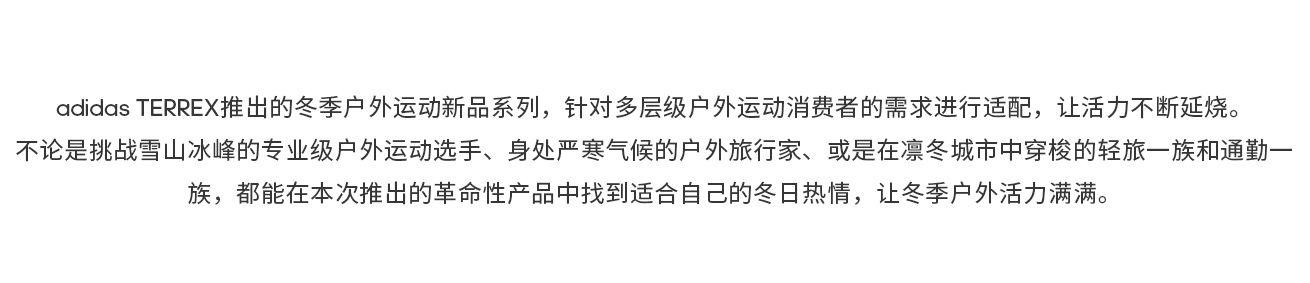 adidas TERREX推出的冬季户外运动新品系列，针对多层级户外运动消费者的需求进行适配，让活力不断延烧。
不论是挑战雪山冰峰的专业级户外运动选手、身处严寒气候的户外旅行家、或是在凛冬城市中穿梭的轻旅一族和通勤一
族，都能在本次推出的革命性产品中找到适合自己的冬日热情，让冬季户外活力满满。